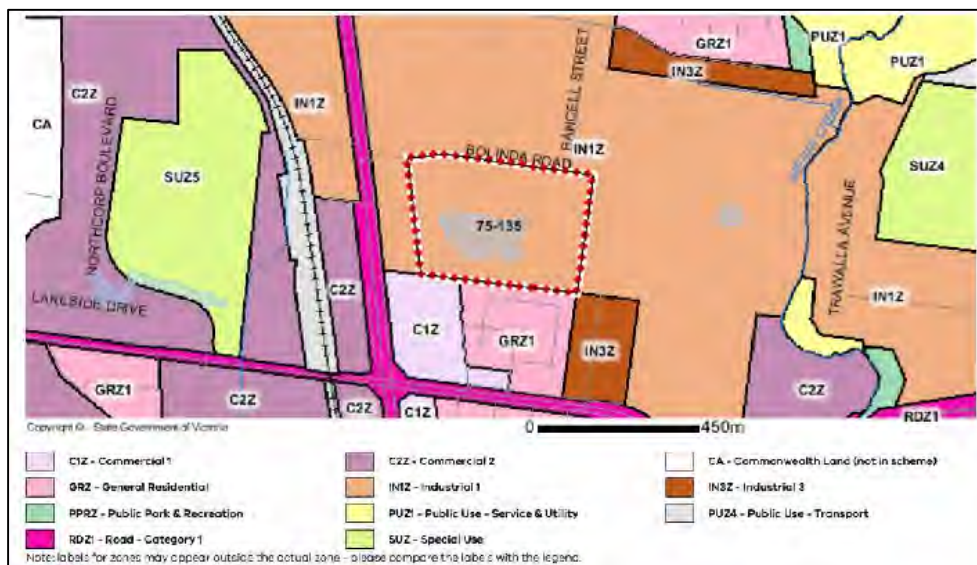 GRZ1
PUZ1
PUZ1
IN3Z
C2Z
CA
IN1Z
NORTHCORP BOULEVARD
SUZ5
BOLINDA ROAD
RANCELL STREET
IN1Z
SUZ4
75-135
TRAWALLA AVENUE
LAKESIDE DRIVE
C2Z
C1Z
GRZ1
IN3Z
IN1Z
C2Z
GRZ1
C2Z
C2Z
C1Z
RDZ1
Copyright © - State Government of Victoria
0 450m
C1Z - Commercial 1
C2Z - Commercial 2
CA - Commonwealth Land (not in scheme)
GRZ - General Residential
IN1Z - Industrial 1
IN3Z - Industrial 3
PPRZ - Public Park & Recreation
PUZ1 - Public Use - Service & Utility
PUZ4 - Public Use - Transport
RDZ1 - Road - Category 1
SUZ - Special Use
Note: labels for zones may appear outside the actual zone - please compare the labels with the legend.